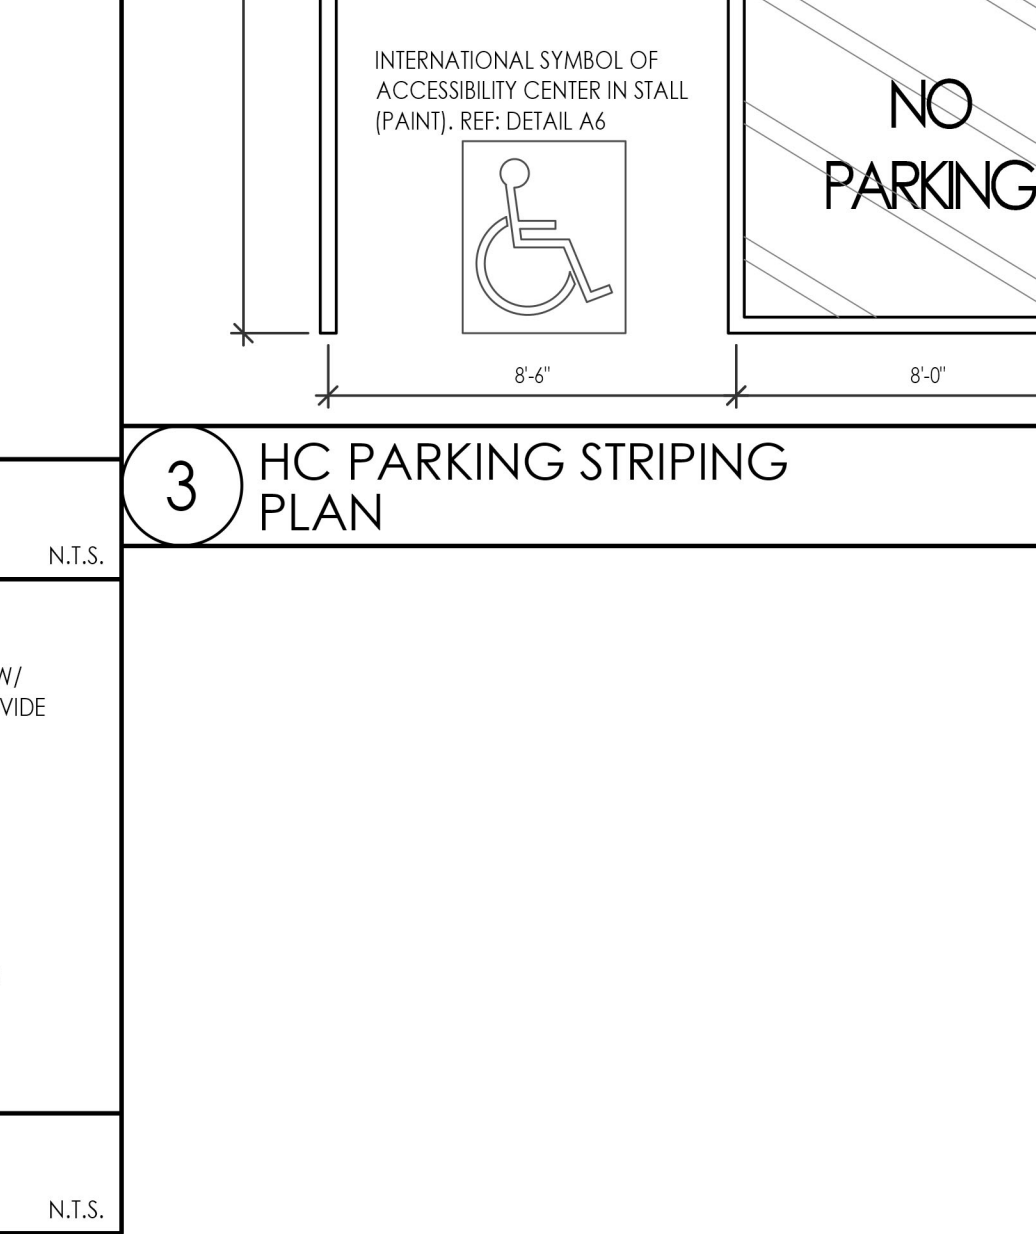 INTERNATIONAL SYMBOL OF
ACCESSIBILITY CENTER IN STALL
(PAINT). REF: DETAIL A6
NO
PARKING
8'-6"
8'-0"
3
HC PARKING STRIPING
PLAN
N.T.S.
W/
VIDE
N.T.S.